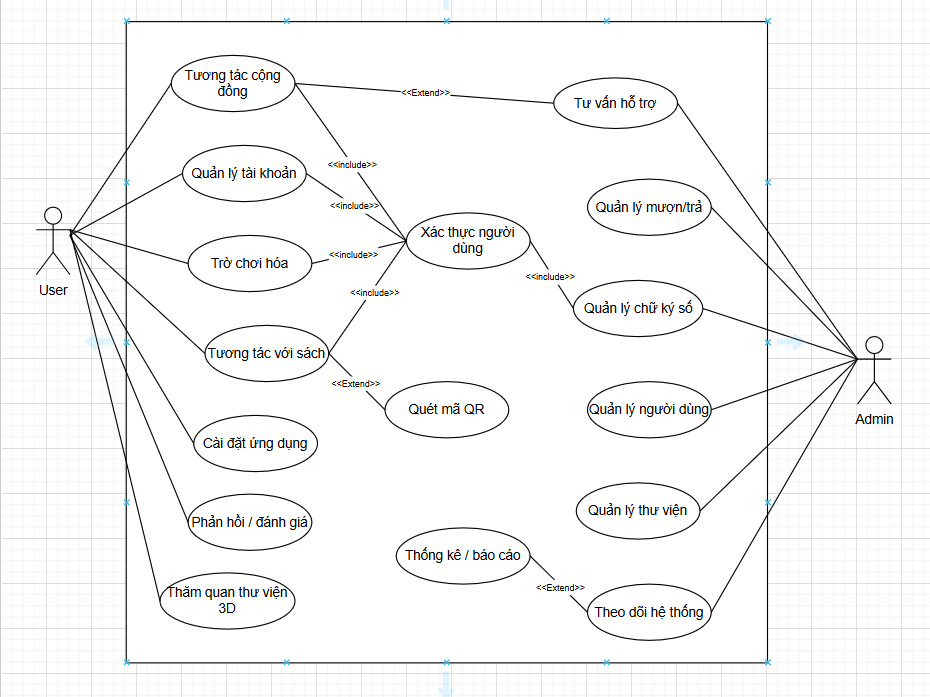 Tương tác cộng
đồng
<<Extend>>
Tư vấn hỗ trợ
<<include>>
Quản lý tài khoản
<<include>>
Quản lý mượn/trả
Xác thực người
dùng
Trờ chơi hóa
<<include>>
<<include>>
<<include>>
User
Quản lý chữ ký số
Tương tác với sách
<<Extend>>
Quét mã QR
Quản lý người dùng
Admin
Cài đặt ứng dụng
Phản hồi / đánh giá
Quản lý thư viện
Thống kê / báo cáo
<<Extend>>
Thăm quan thư viện
3D
Theo dõi hệ thống